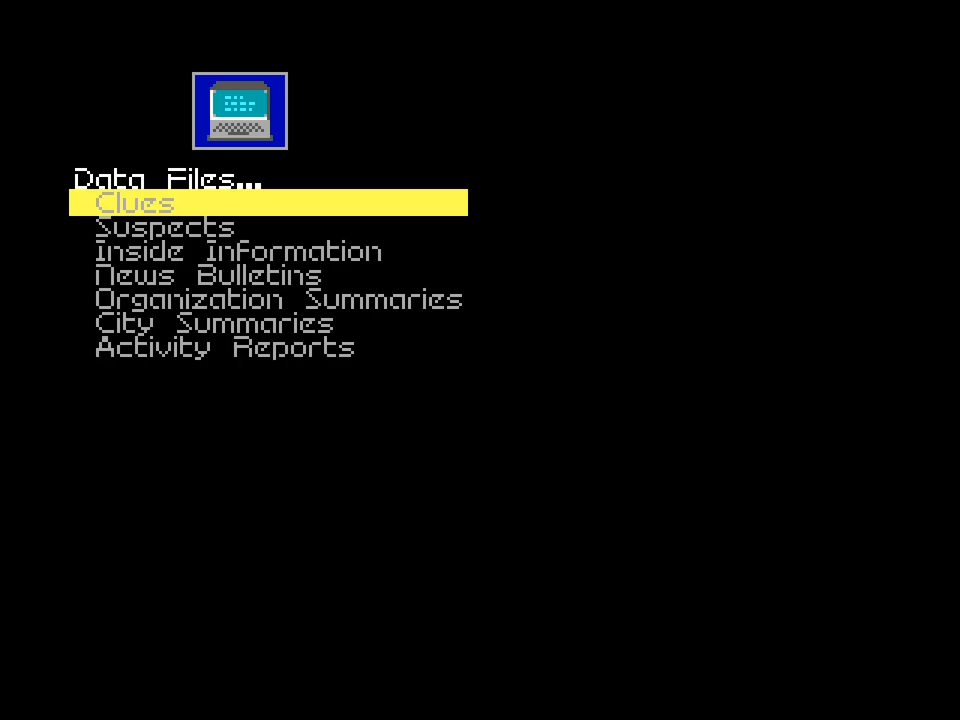 Data Files...
Clues
Suspects
Inside Information
News Bulletins
Organization Summaries
City Summaries
Activity Reports